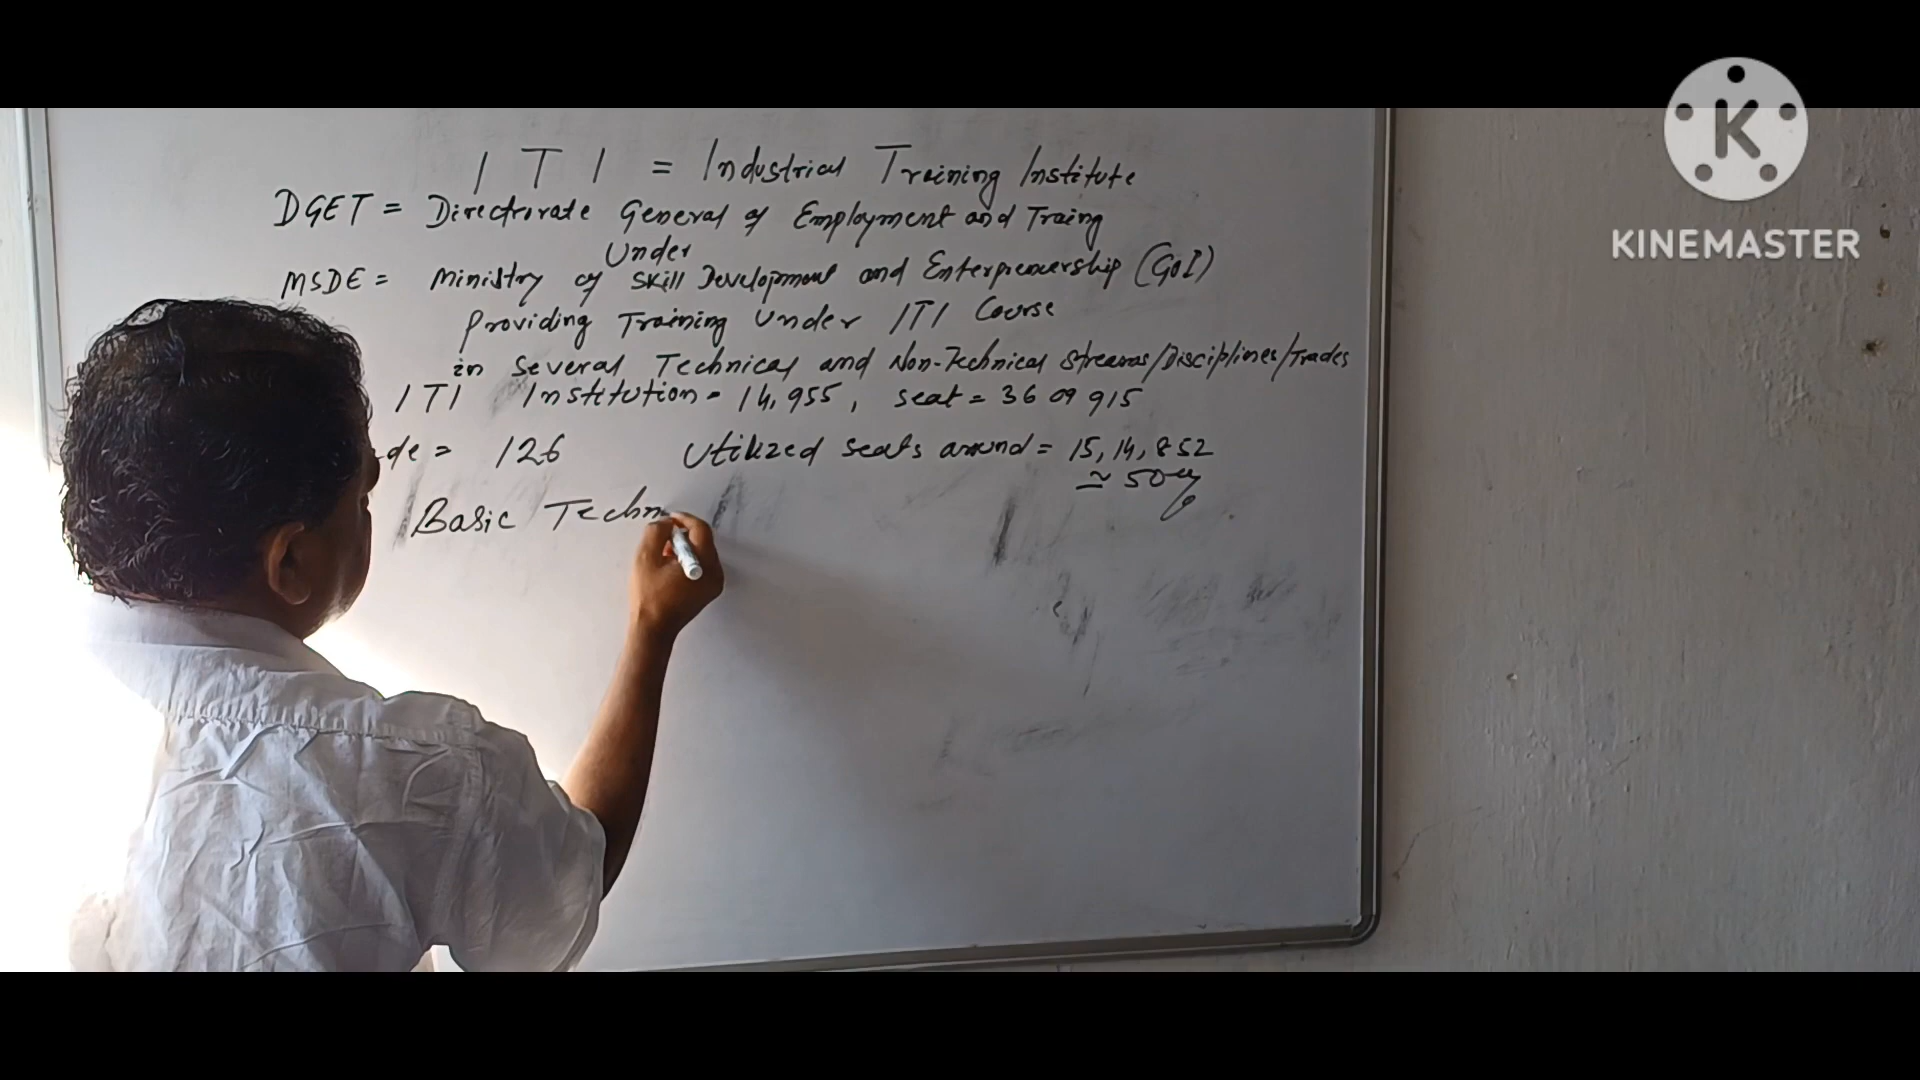 ITI = Industrial Training Institute
DGET = Directrorate General of Employment and Traing
Under
MSDE = Ministry of Skill Development and Enterpreneurship (GoI)
Providing Training Under ITI Course
in Several Technical and Non-Technical Streams/Disciplines/Trades
ITI Institution = 14,955, seat = 36 09 915
de = 126 Utilized seats around = 15,14,852
≃ 50%
Basic Techn
K
KINEMASTER